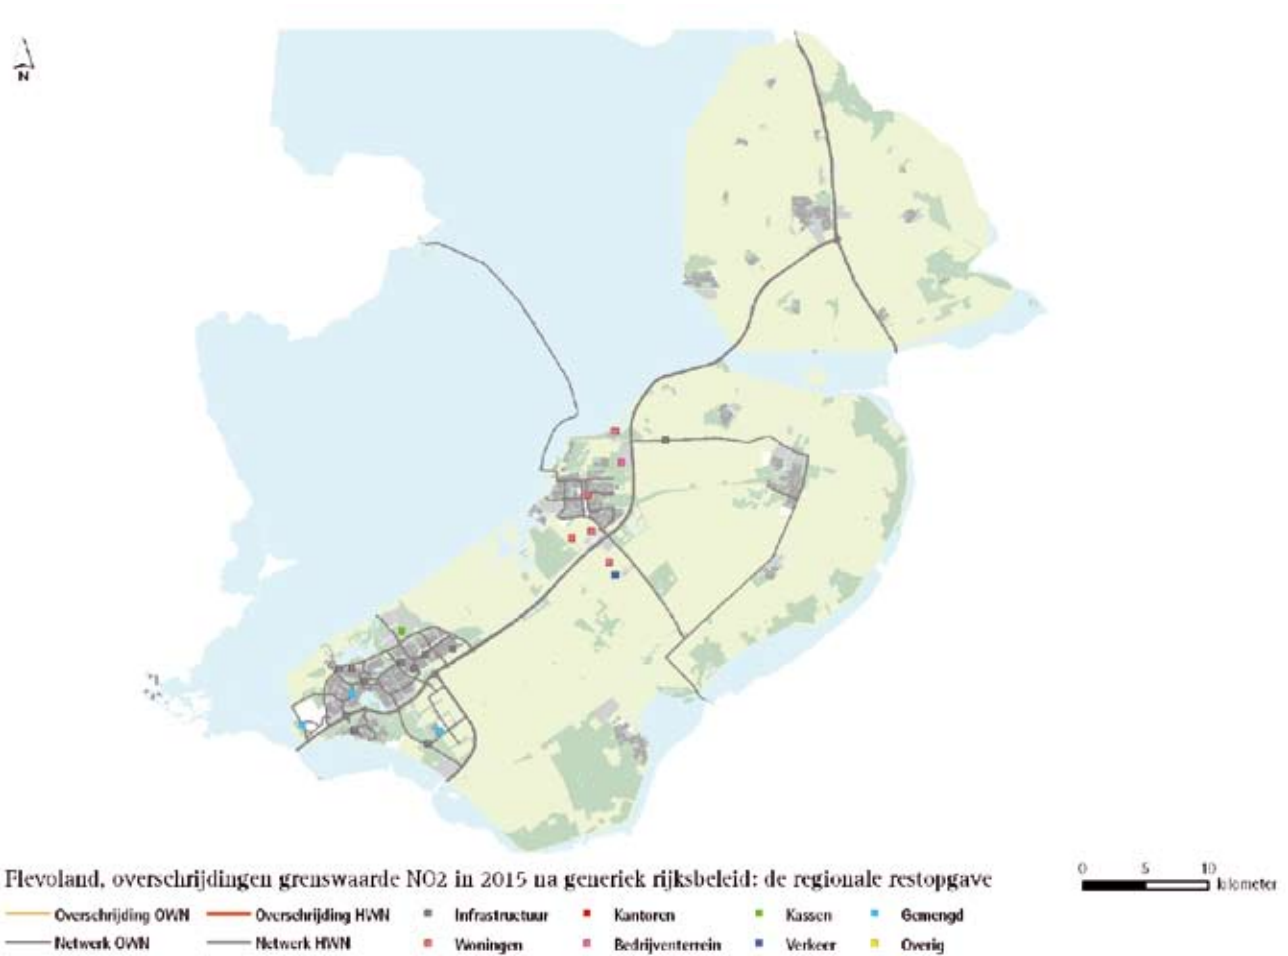 N
Flevoland, overschrijdingen grenswaarde NO2 in 2015 na generiek rijksbeleid: de regionale restopgave
0 5 10
kilometer
Overschrijding OWN Overschrijding HWN Infrastructuur Kantoren Kassen Gemengd
Netwerk OWN Netwerk HWN Woningen Bedrijventerrein Verkeer Overig